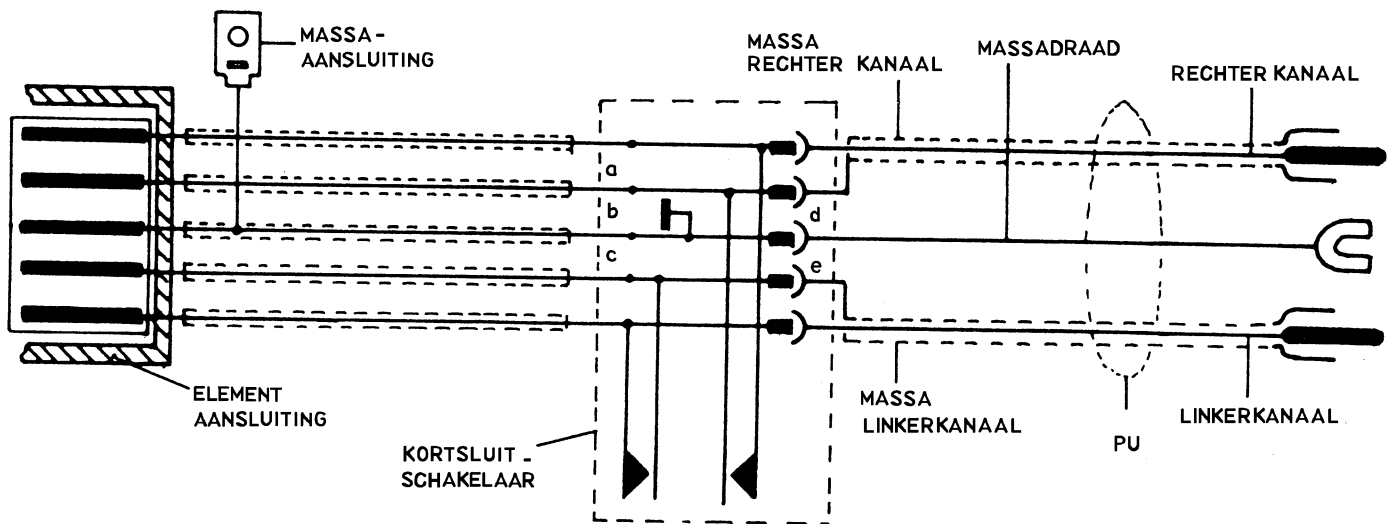 MASSA-
AANSLUITING
MASSA
RECHTER KANAAL
MASSADRAAD
RECHTER KANAAL
a
b
c
d
e
ELEMENT
AANSLUITING
KORTSLUIT-
SCHAKELAAR
MASSA
LINKERKANAAL
PU
LINKERKANAAL